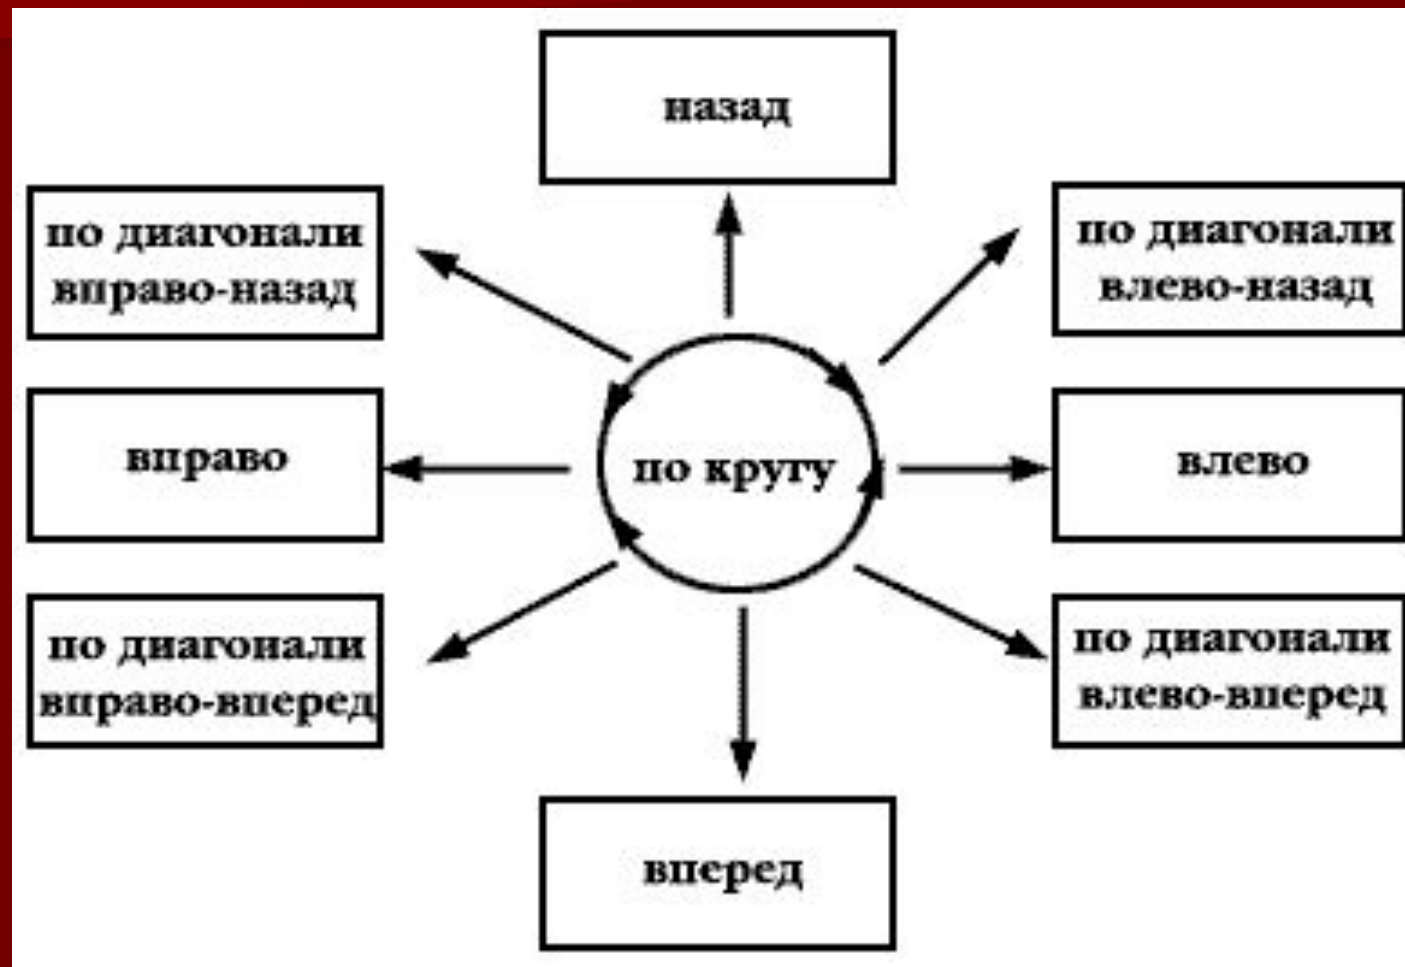 назад
по диагонали
вправо-назад
по диагонали
влево-назад
вправо
по кругу
влево
по диагонали
вправо-вперед
по диагонали
влево-вперед
вперед